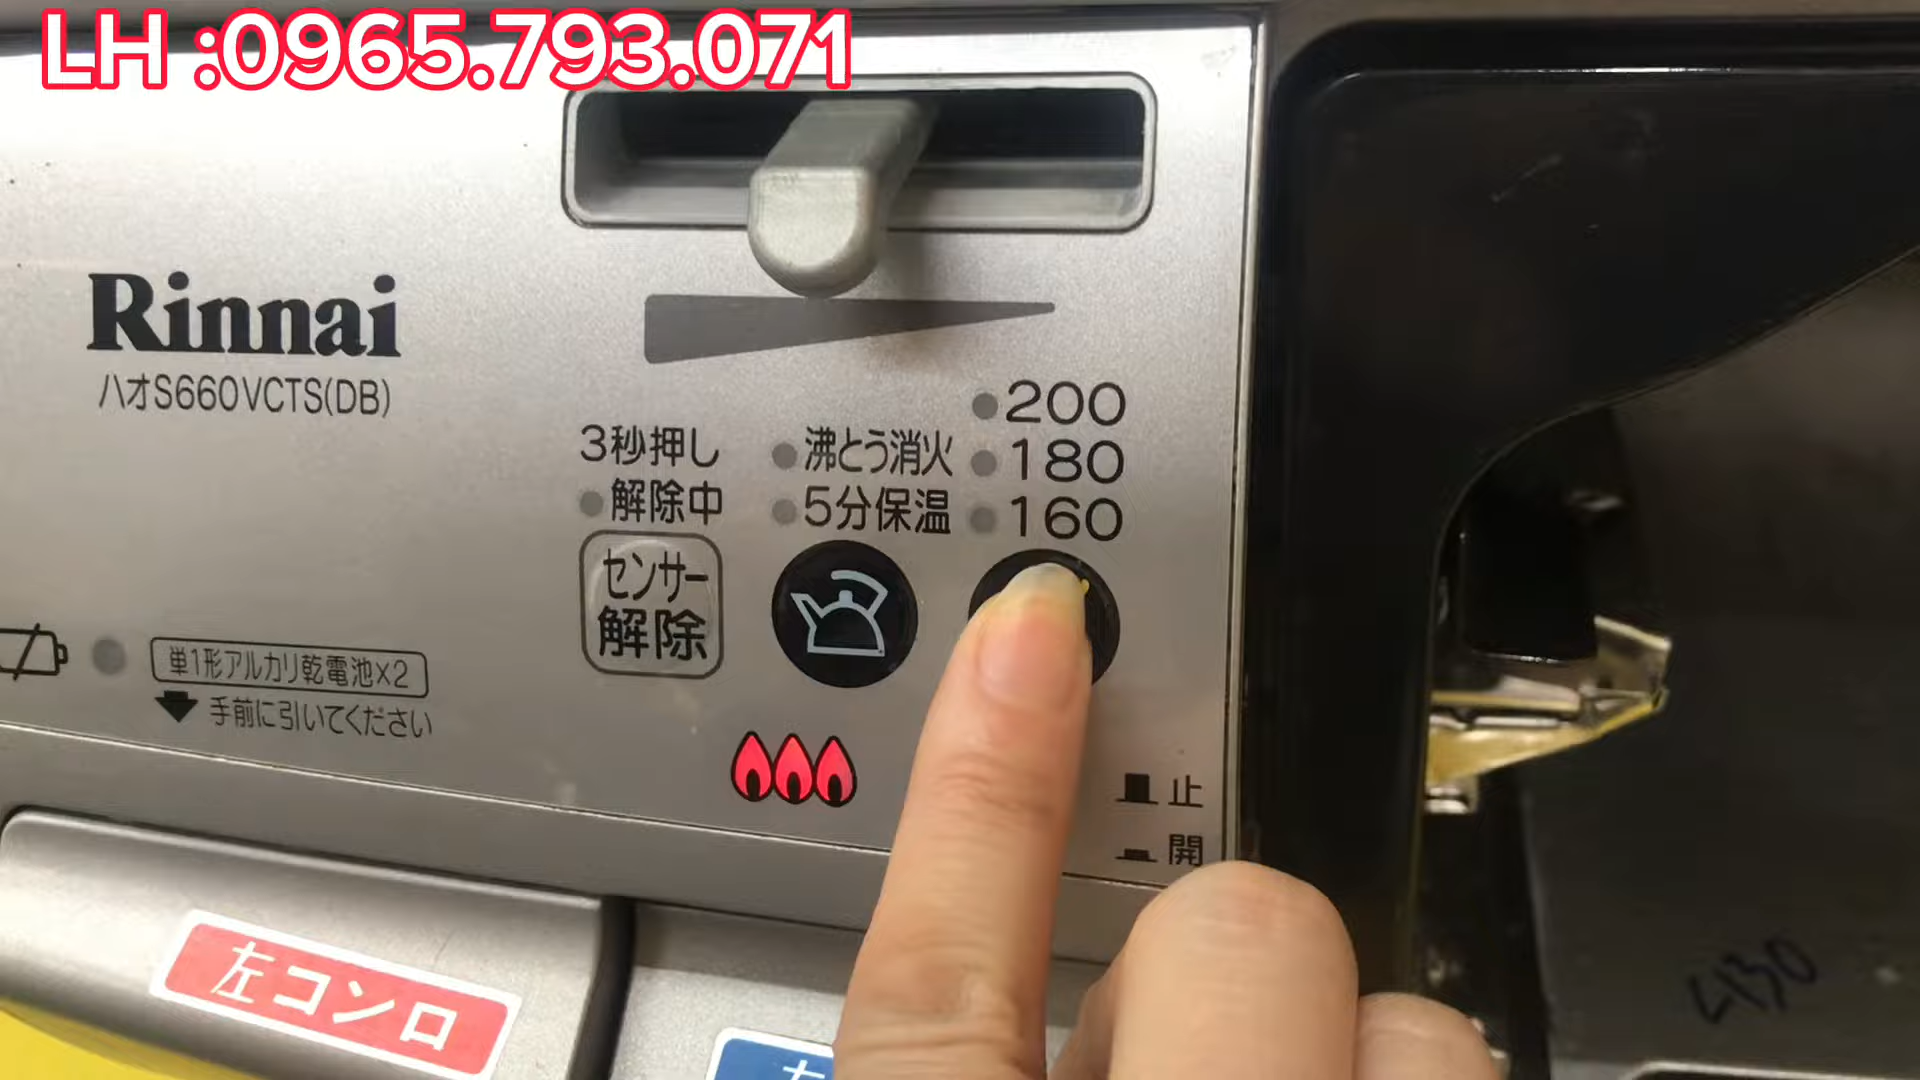 LH :0965.793.071
Rinnai
ハオS660VCTS(DB)
200
3秒押し
沸とう消火
180
解除中
5分保温
160
センサー
解除
単1形アルカリ乾電池×2
手前に引いてください
止
開
左コンロ
4130